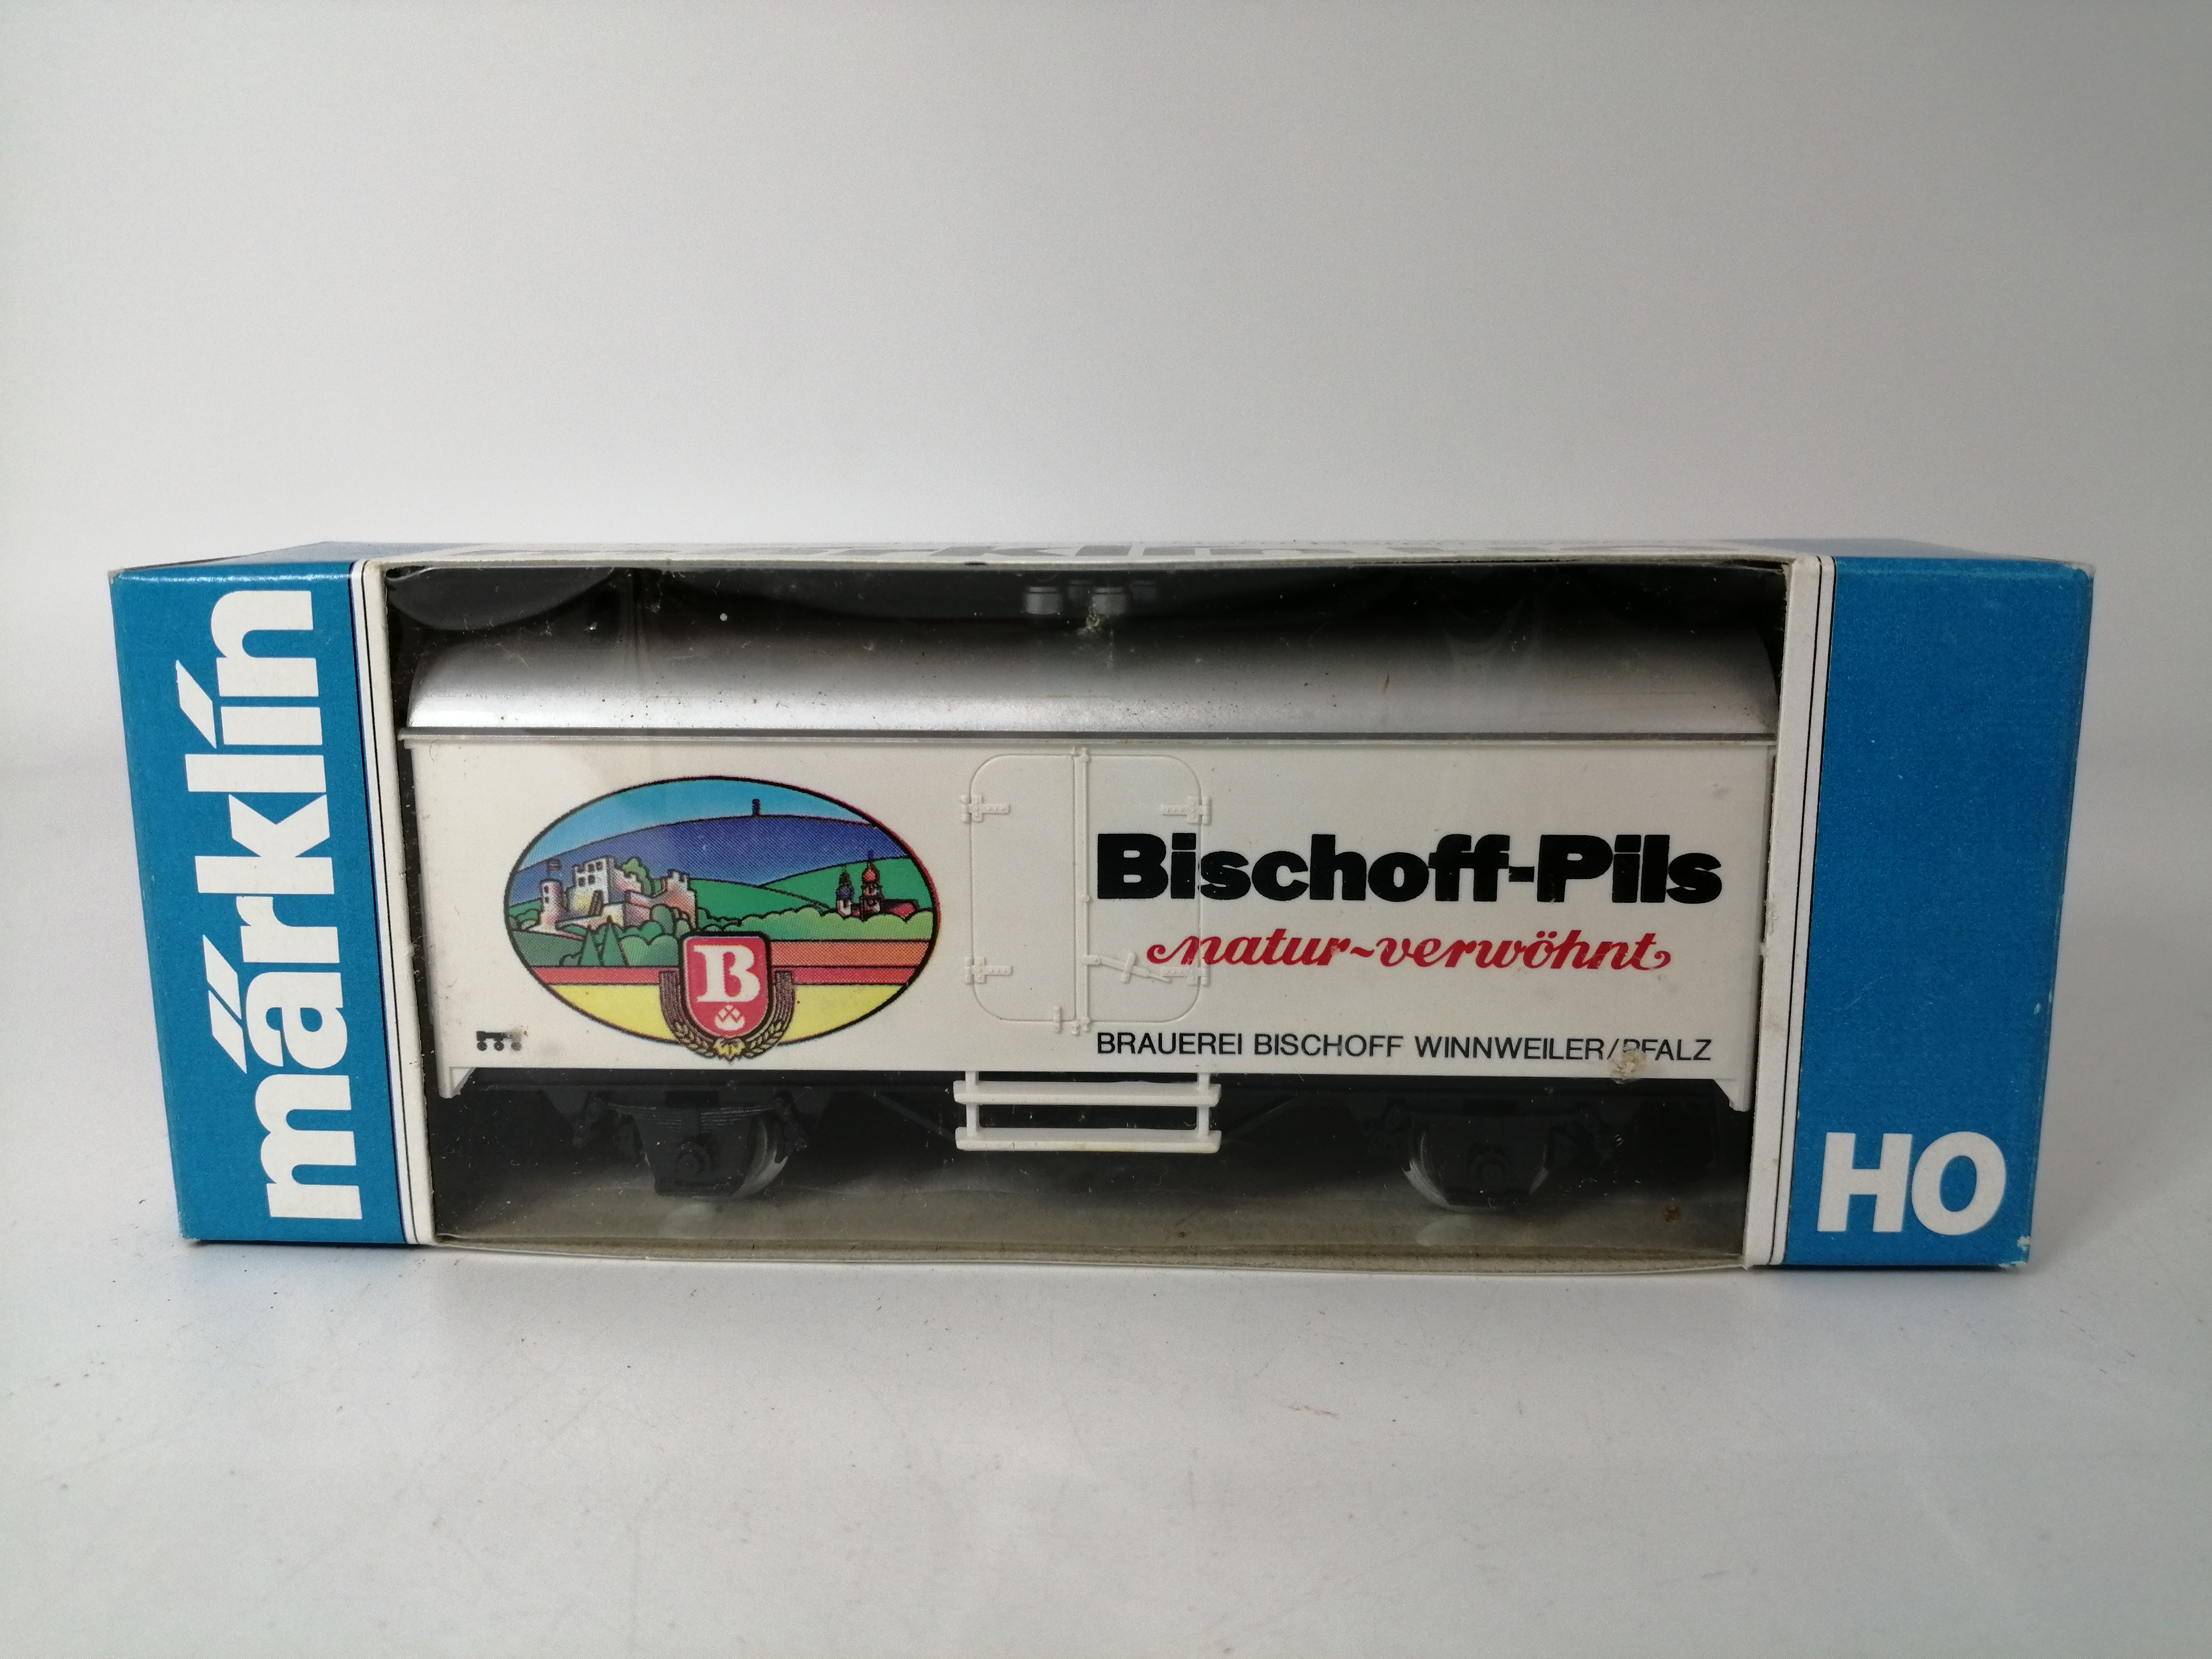 märklin
B
Bischoff-Pils
natur-verwöhnt
BRAUEREI BISCHOFF WINNWEILER/PFALZ
HO